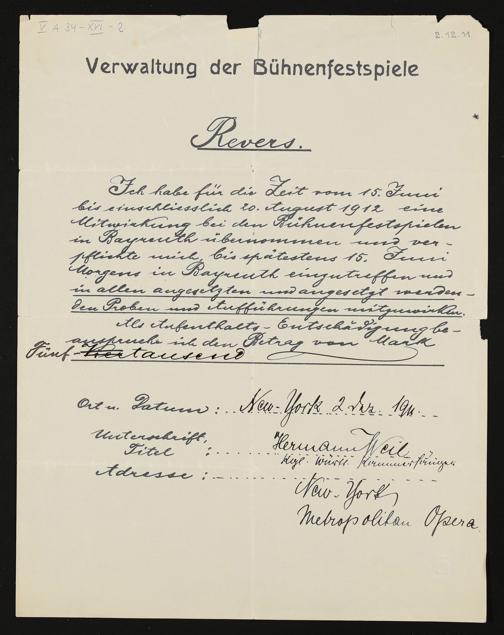 V A 34-XVI-2
2.12.11
Verwaltung der Bühnenfestspiele
Revers.
Ich habe für die Zeit vom 15. Juni
bis einschliesslich 20. August 1912 eine
Mitwirkung bei den Bühnenfestspielen
in Bayreuth übernommen und ver-
pflichte mich, bis spätestens 15. Juni
Morgens in Bayreuth einzutreffen und
in allen angesetzten und angesetzt werden-
den Proben und Aufführungen mitzuwirken.
Als Aufenthalts-Entschädigung be-
anspruche ich den Betrag von Mark
Fünf Viertausend
Ort u. Datum: New-York 2 Dez. 1911.
Unterschrift, Hermann Weil
Titel : Kgl. württ. Kammersänger
Adresse: New-York
Metropolitan Opera